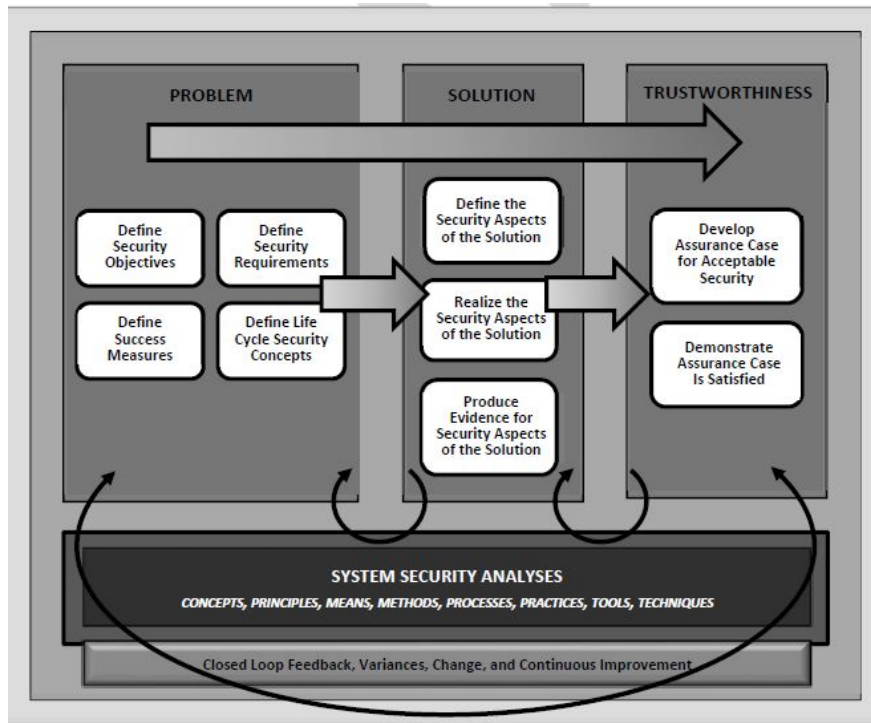 PROBLEM
Define
Security
Objectives
Define
Security
Requirements
Define
Success
Measures
Define Life
Cycle Security
Concepts
SOLUTION
Define the
Security Aspects
of the Solution
Realize the
Security Aspects
of the Solution
Produce
Evidence for
Security Aspects
of the Solution
TRUSTWORTHINESS
Develop
Assurance Case
for Acceptable
Security
Demonstrate
Assurance Case
Is Satisfied
SYSTEM SECURITY ANALYSES
CONCEPTS, PRINCIPLES, MEANS, METHODS, PROCESSES, PRACTICES, TOOLS, TECHNIQUES
Closed Loop Feedback, Variances, Change, and Continuous Improvement